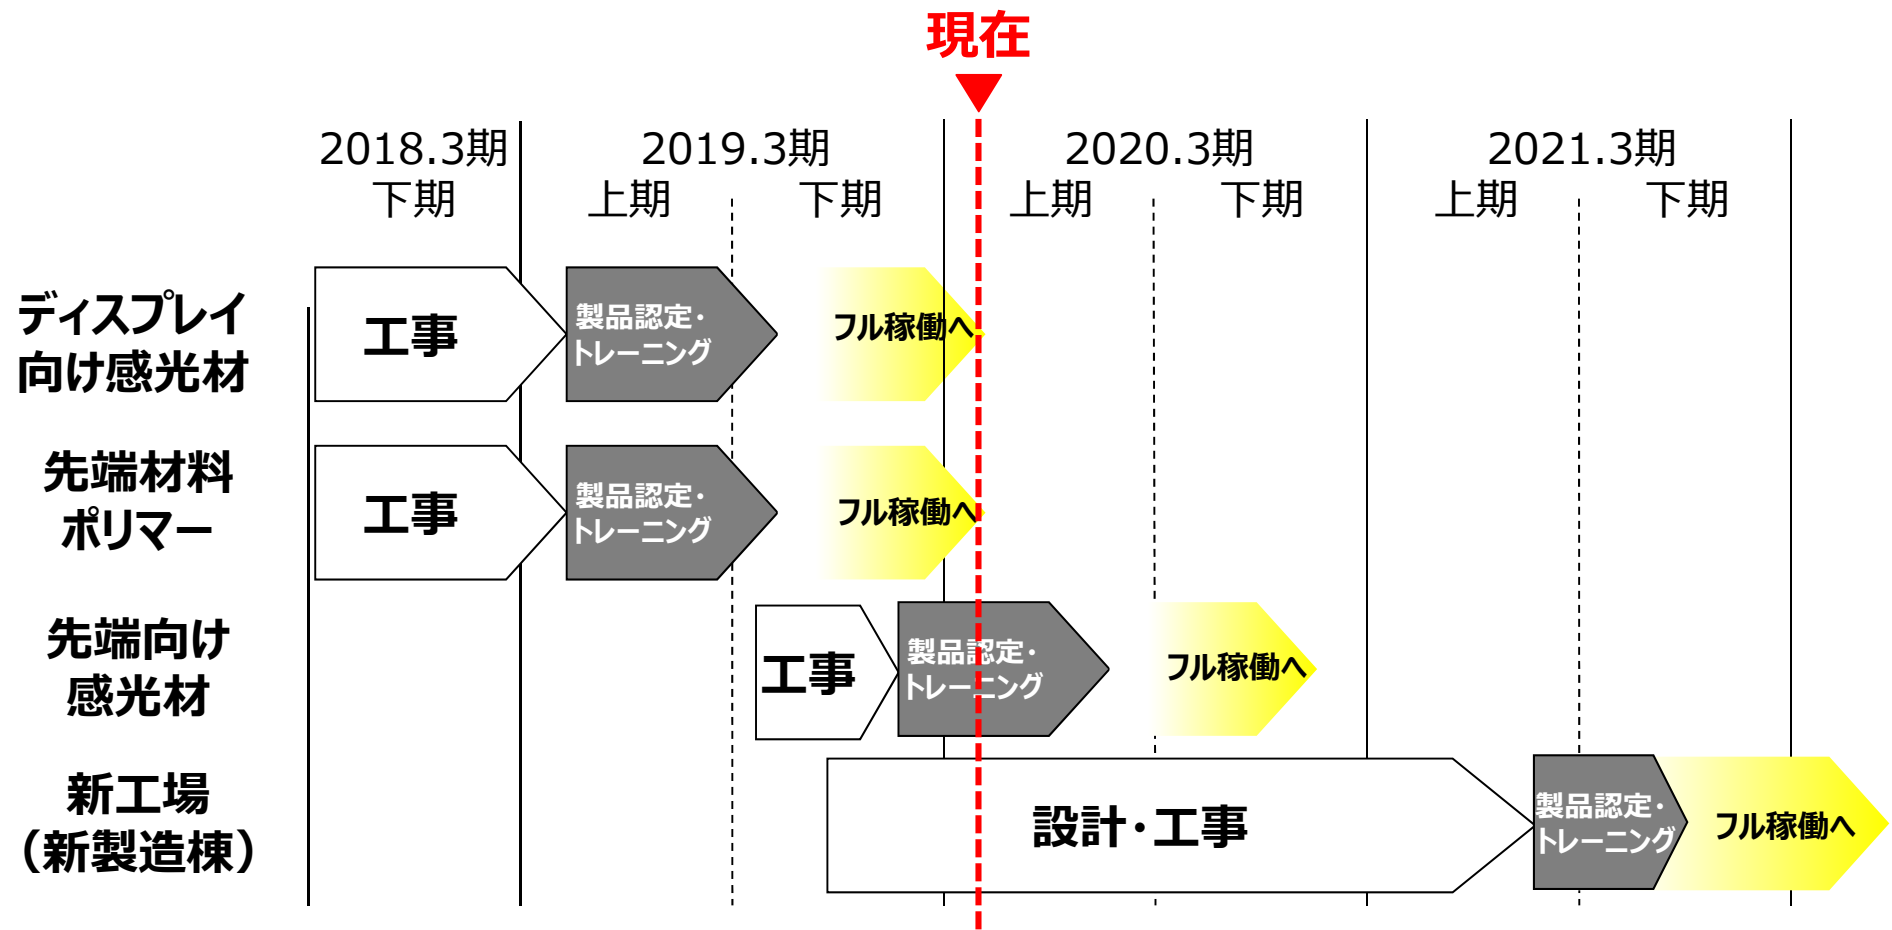 現在
2018.3期 2019.3期 2020.3期 2021.3期
下期 上期 下期 上期 下期 上期 下期
ディスプレイ
向け感光材
工事
製品認定・
トレーニング
フル稼働へ
先端材料
ポリマー
工事
製品認定・
トレーニング
フル稼働へ
先端向け
感光材
工事
製品認定・
トレーニング
フル稼働へ
新工場
（新製造棟）
設計・工事
製品認定・
トレーニング
フル稼働へ